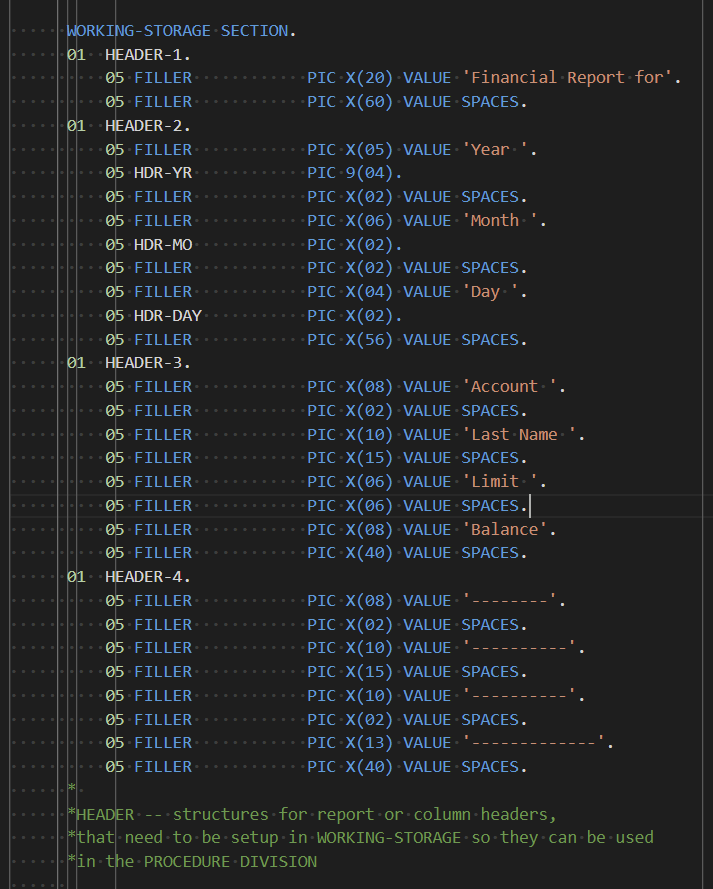 WORKING-STORAGE SECTION.
01  HEADER-1.
    05 FILLER            PIC X(20) VALUE 'Financial Report for'.
    05 FILLER            PIC X(60) VALUE SPACES.
01  HEADER-2.
    05 FILLER            PIC X(05) VALUE 'Year '.
    05 HDR-YR            PIC 9(04).
    05 FILLER            PIC X(02) VALUE SPACES.
    05 FILLER            PIC X(06) VALUE 'Month '.
    05 HDR-MO            PIC X(02).
    05 FILLER            PIC X(02) VALUE SPACES.
    05 FILLER            PIC X(04) VALUE 'Day '.
    05 HDR-DAY           PIC X(02).
    05 FILLER            PIC X(56) VALUE SPACES.
01  HEADER-3.
    05 FILLER            PIC X(08) VALUE 'Account '.
    05 FILLER            PIC X(02) VALUE SPACES.
    05 FILLER            PIC X(10) VALUE 'Last Name '.
    05 FILLER            PIC X(15) VALUE SPACES.
    05 FILLER            PIC X(06) VALUE 'Limit '.
    05 FILLER            PIC X(06) VALUE SPACES.
    05 FILLER            PIC X(08) VALUE 'Balance'.
    05 FILLER            PIC X(40) VALUE SPACES.
01  HEADER-4.
    05 FILLER            PIC X(08) VALUE '--------'.
    05 FILLER            PIC X(02) VALUE SPACES.
    05 FILLER            PIC X(10) VALUE '----------'.
    05 FILLER            PIC X(15) VALUE SPACES.
    05 FILLER            PIC X(10) VALUE '----------'.
    05 FILLER            PIC X(02) VALUE SPACES.
    05 FILLER            PIC X(13) VALUE '-------------'.
    05 FILLER            PIC X(40) VALUE SPACES.
*
*HEADER -- structures for report or column headers,
*that need to be setup in WORKING-STORAGE so they can be used
*in the PROCEDURE DIVISION